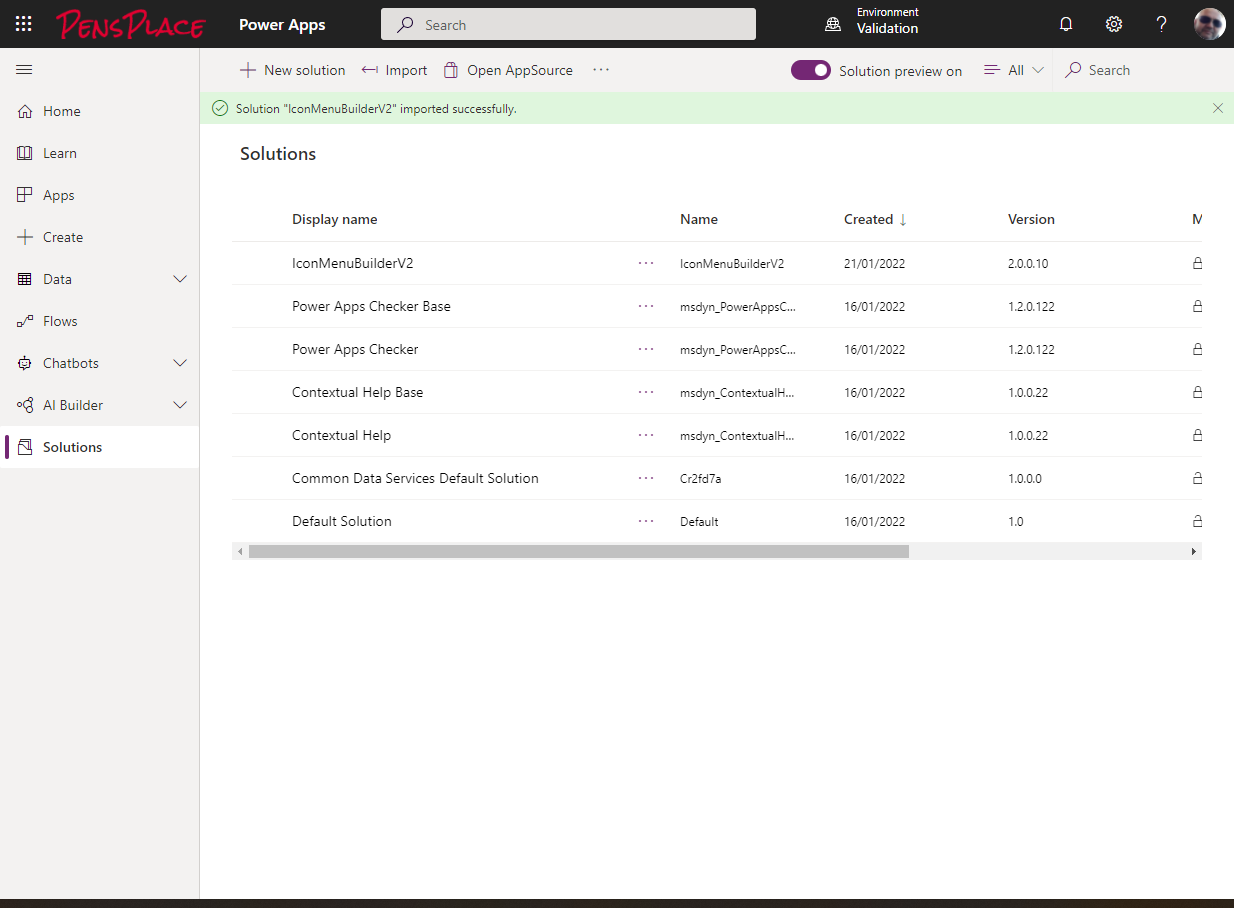 PENSPLACE
Power Apps
Search
Environment
Validation
?
New solution
Import
Open AppSource
...
Solution preview on
All
Search
Solution "IconMenuBuilderV2" imported successfully.
Home
Learn
Apps
Create
Data
Flows
Chatbots
AI Builder
Solutions
Solutions
Display name Name Created ↓ Version M
IconMenuBuilderV2 ... IconMenuBuilderV2 21/01/2022 2.0.0.10
Power Apps Checker Base ... msdyn_PowerAppsC... 16/01/2022 1.2.0.122
Power Apps Checker ... msdyn_PowerAppsC... 16/01/2022 1.2.0.122
Contextual Help Base ... msdyn_ContextualH... 16/01/2022 1.0.0.22
Contextual Help ... msdyn_ContextualH... 16/01/2022 1.0.0.22
Common Data Services Default Solution ... Cr2fd7a 16/01/2022 1.0.0.0
Default Solution ... Default 16/01/2022 1.0